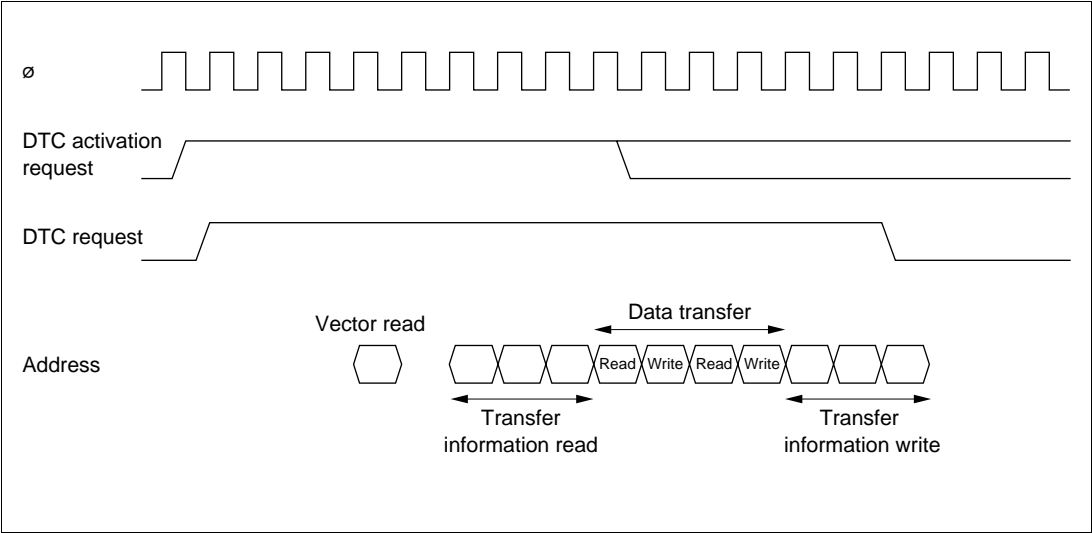 ø
DTC activation
request
DTC request
Vector read
Data transfer
Address
Read Write Read Write
Transfer
information read
Transfer
information write